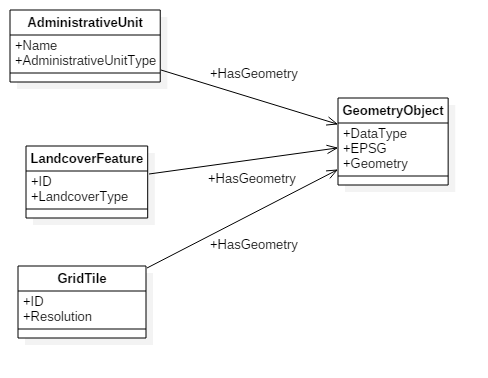 AdministrativeUnit
+Name
+AdministrativeUnitType
+HasGeometry
GeometryObject
+DataType
+EPSG
+Geometry
LandcoverFeature
+ID
+LandcoverType
+HasGeometry
GridTile
+ID
+Resolution
+HasGeometry